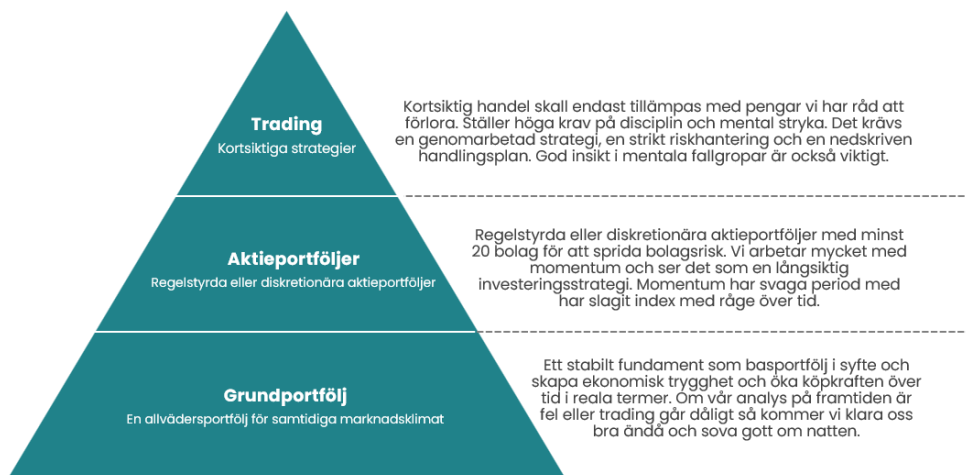 Trading
Kortsiktiga strategier
Kortsiktig handel skall endast tillämpas med pengar vi har råd att
förlora. Ställer höga krav på disciplin och mental stryka. Det krävs
en genomarbetad strategi, en strikt riskhantering och en nedskriven
handlingsplan. God insikt i mentala fallgropar är också viktigt.
Aktieportföljer
Regelstyrda eller diskretionära aktieportföljer
Regelstyrda eller diskretionära aktieportföljer med minst
20 bolag för att sprida bolagsrisk. Vi arbetar mycket med
momentum och ser det som en långsiktig
investeringsstrategi. Momentum har svaga period med
har slagit index med råge över tid.
Grundportfölj
En allvädersportfölj för samtidiga marknadsklimat
Ett stabilt fundament som basportfölj i syfte och
skapa ekonomisk trygghet och öka köpkraften över
tid i reala termer. Om vår analys på framtiden är
fel eller trading går dåligt så kommer vi klara oss
bra ändå och sova gott om natten.